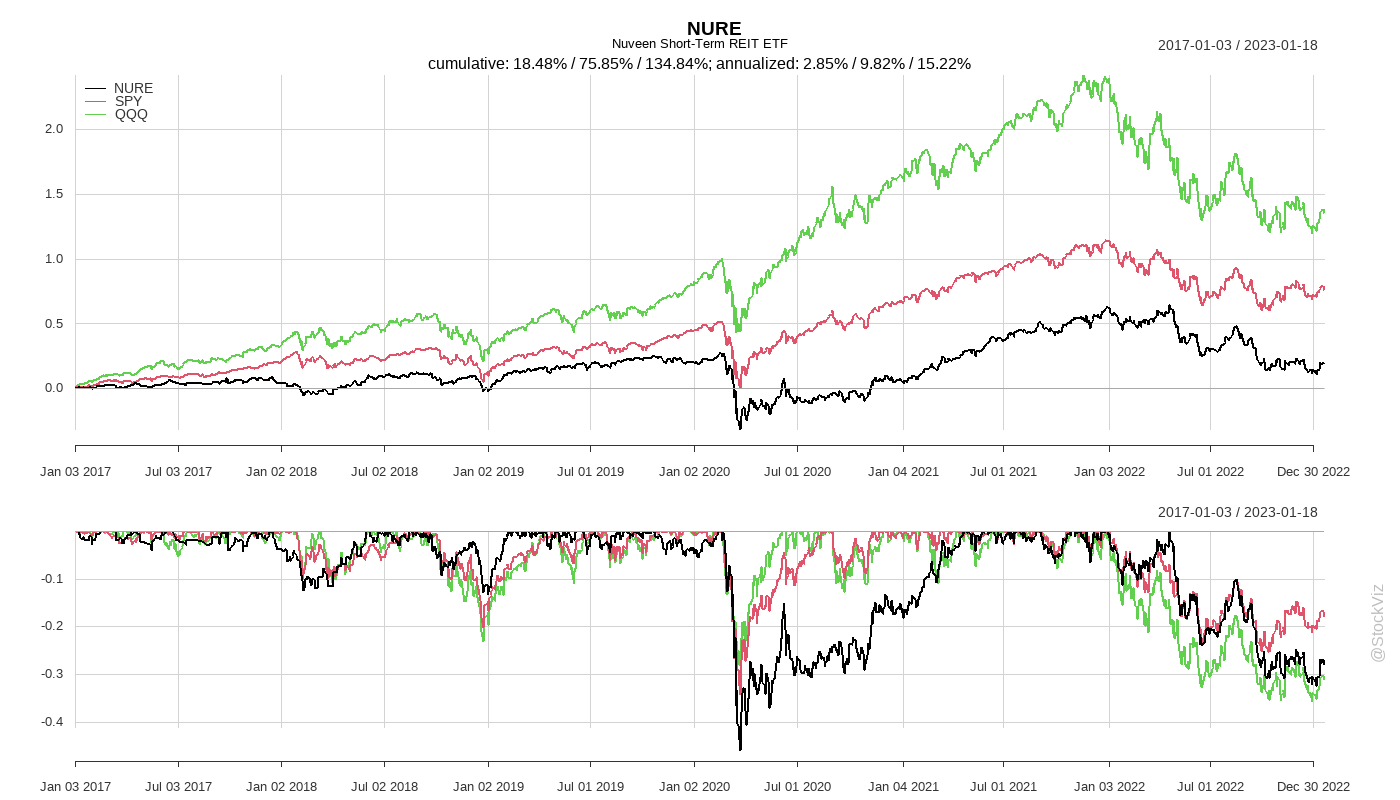 NURE
Nuveen Short-Term REIT ETF
2017-01-03 / 2023-01-18
cumulative: 18.48% / 75.85% / 134.84%; annualized: 2.85% / 9.82% / 15.22%
NURE
SPY
QQQ
2.0
1.5
1.0
0.5
0.0
Jan 03 2017 Jul 03 2017 Jan 02 2018 Jul 02 2018 Jan 02 2019 Jul 01 2019 Jan 02 2020 Jul 01 2020 Jan 04 2021 Jul 01 2021 Jan 03 2022 Jul 01 2022 Dec 30 2022
2017-01-03 / 2023-01-18
-0.1
-0.2
-0.3
-0.4
Jan 03 2017 Jul 03 2017 Jan 02 2018 Jul 02 2018 Jan 02 2019 Jul 01 2019 Jan 02 2020 Jul 01 2020 Jan 04 2021 Jul 01 2021 Jan 03 2022 Jul 01 2022 Dec 30 2022
@StockViz